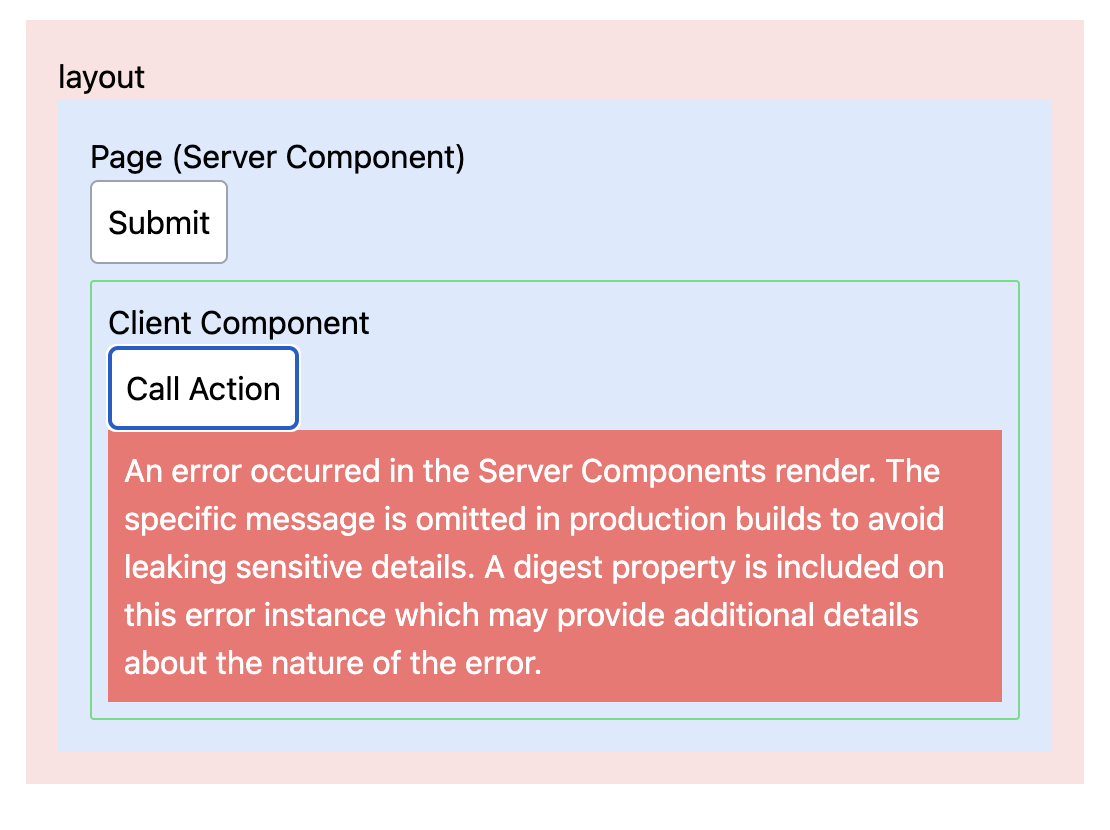 layout
Page (Server Component)
Submit
Client Component
Call Action
An error occurred in the Server Components render. The
specific message is omitted in production builds to avoid
leaking sensitive details. A digest property is included on
this error instance which may provide additional details
about the nature of the error.